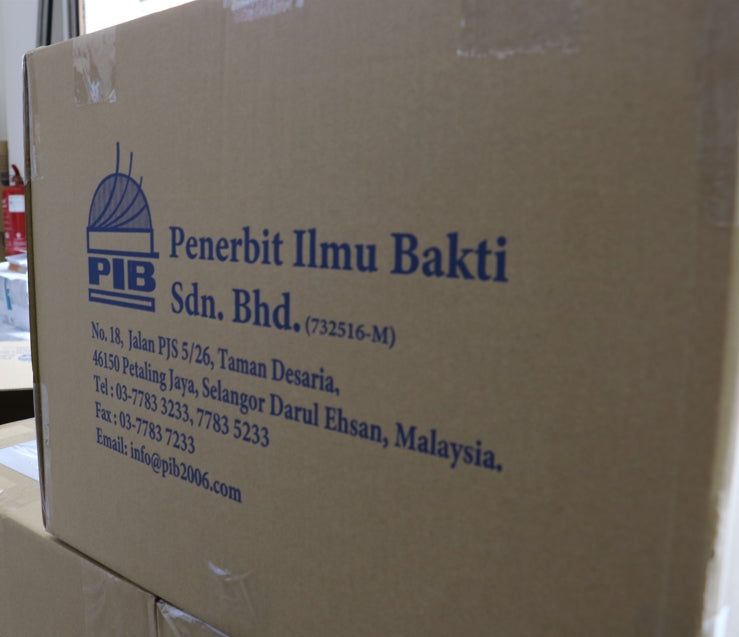 PIB
Penerbit Ilmu Bakti
Sdn. Bhd. (732516-M)
No. 18, Jalan PJS 5/26, Taman Desaria,
46150 Petaling Jaya, Selangor Darul Ehsan, Malaysia.
Tel : 03-7783 3233, 7783 5233
Fax : 03-7783 7233
Email: info@pib2006.com